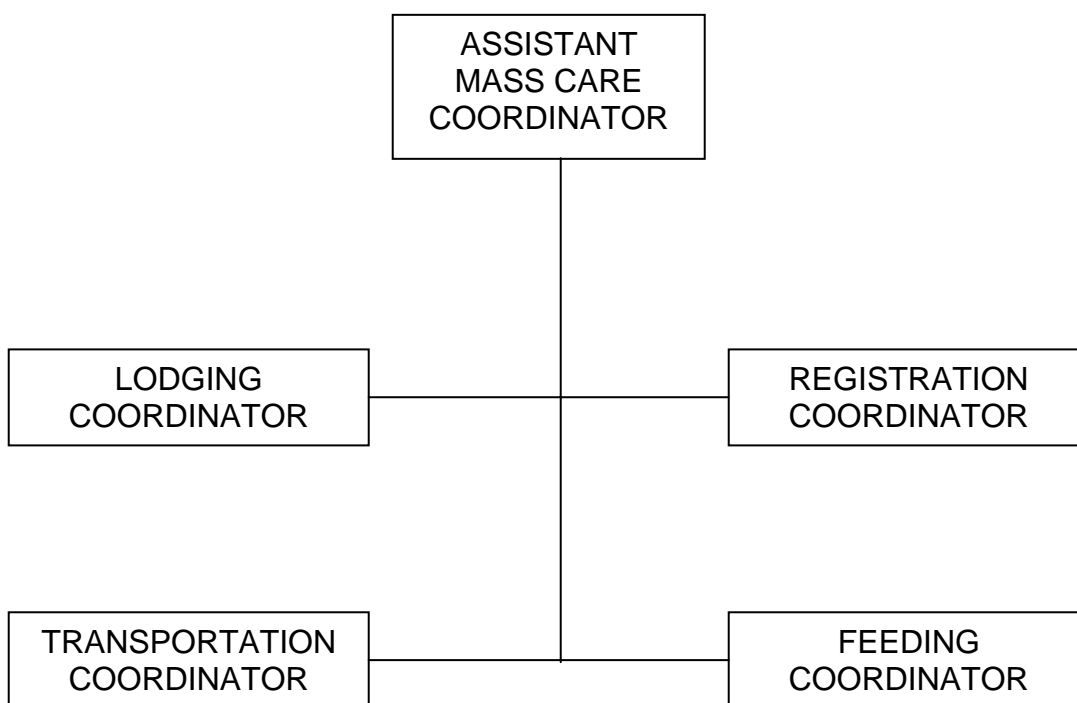 ASSISTANT
MASS CARE
COORDINATOR
LODGING
COORDINATOR
REGISTRATION
COORDINATOR
TRANSPORTATION
COORDINATOR
FEEDING
COORDINATOR